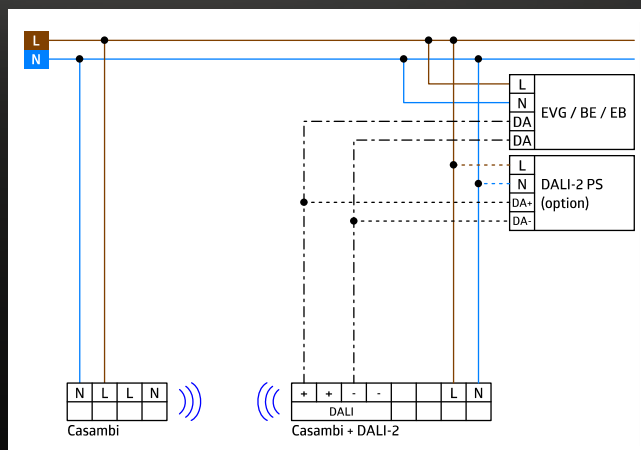 L
N
L
N EVG / BE / EB
DA
DA
L
N DALI-2 PS
DA+ (option)
DA-
N L L N
+ + - - L N
DALI
Casambi
Casambi + DALI-2